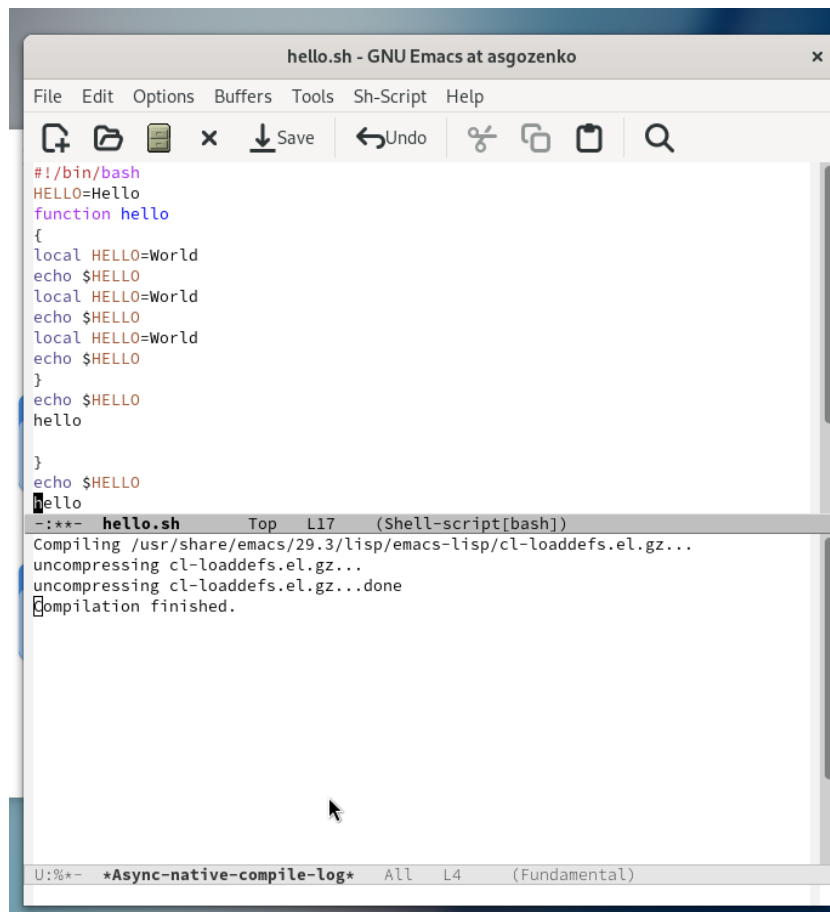 hello.sh - GNU Emacs at asgozenko ×
File Edit Options Buffers Tools Sh-Script Help
Save Undo
#!/bin/bash
HELLO=Hello
function hello
{
local HELLO=World
echo $HELLO
local HELLO=World
echo $HELLO
local HELLO=World
echo $HELLO
}
echo $HELLO
hello
}
echo $HELLO
hello
-:**- hello.sh Top L17 (Shell-script[bash])
Compiling /usr/share/emacs/29.3/lisp/emacs-lisp/cl-loaddefs.el.gz...
uncompressing cl-loaddefs.el.gz...
uncompressing cl-loaddefs.el.gz...done
Compilation finished.
U:%*- *Async-native-compile-log* All L4 (Fundamental)